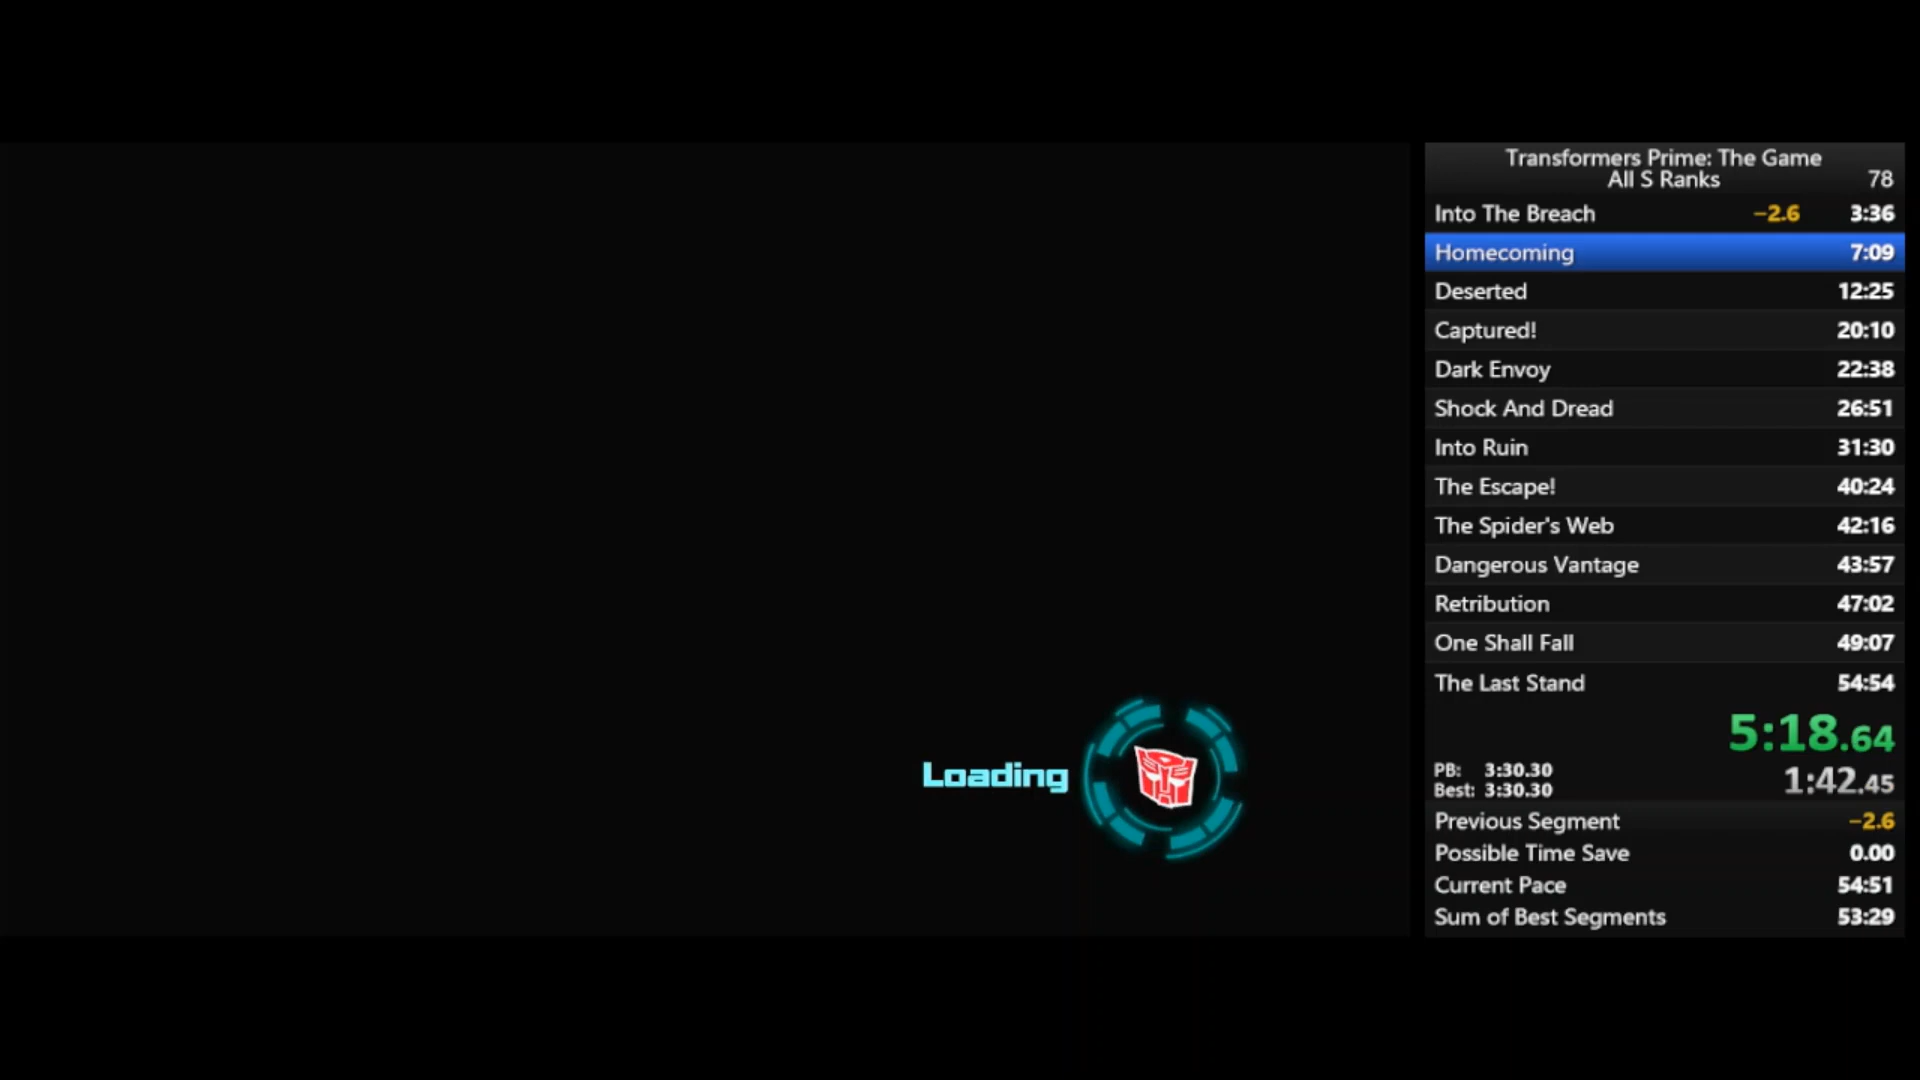 Transformers Prime: The Game
All S Ranks 78
Into The Breach −2.6 3:36
Homecoming 7:09
Deserted 12:25
Captured! 20:10
Dark Envoy 22:38
Shock And Dread 26:51
Into Ruin 31:30
The Escape! 40:24
The Spider's Web 42:16
Dangerous Vantage 43:57
Retribution 47:02
One Shall Fall 49:07
The Last Stand 54:54
5:18.64
Loading
PB: 3:30.30
Best: 3:30.30
1:42.45
Previous Segment −2.6
Possible Time Save 0.00
Current Pace 54:51
Sum of Best Segments 53:29